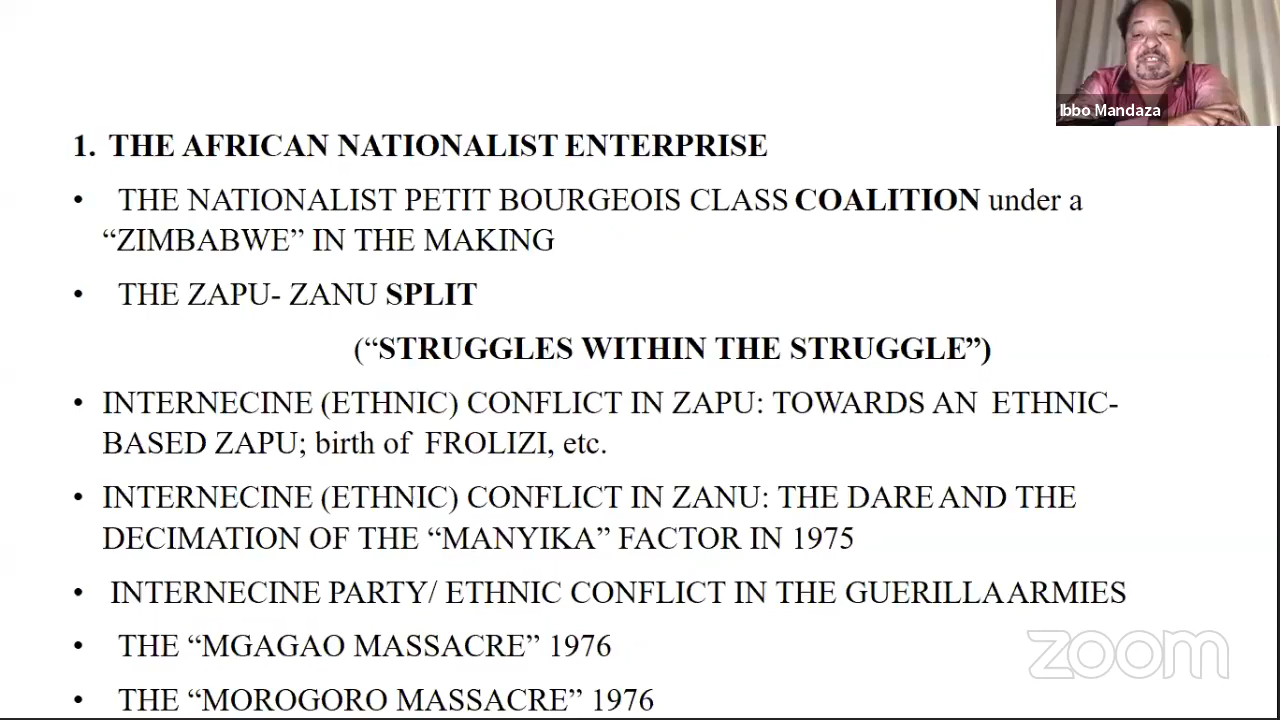 Ibbo Mandaza
1. THE AFRICAN NATIONALIST ENTERPRISE
• THE NATIONALIST PETIT BOURGEOIS CLASS COALITION under a
“ZIMBABWE” IN THE MAKING
• THE ZAPU- ZANU SPLIT
(“STRUGGLES WITHIN THE STRUGGLE”)
• INTERNECINE (ETHNIC) CONFLICT IN ZAPU: TOWARDS AN ETHNIC-
BASED ZAPU; birth of FROLIZI, etc.
• INTERNECINE (ETHNIC) CONFLICT IN ZANU: THE DARE AND THE
DECIMATION OF THE “MANYIKA” FACTOR IN 1975
• INTERNECINE PARTY/ ETHNIC CONFLICT IN THE GUERILLA ARMIES
• THE “MGAGAO MASSACRE” 1976
• THE “MOROGORO MASSACRE” 1976
zoom